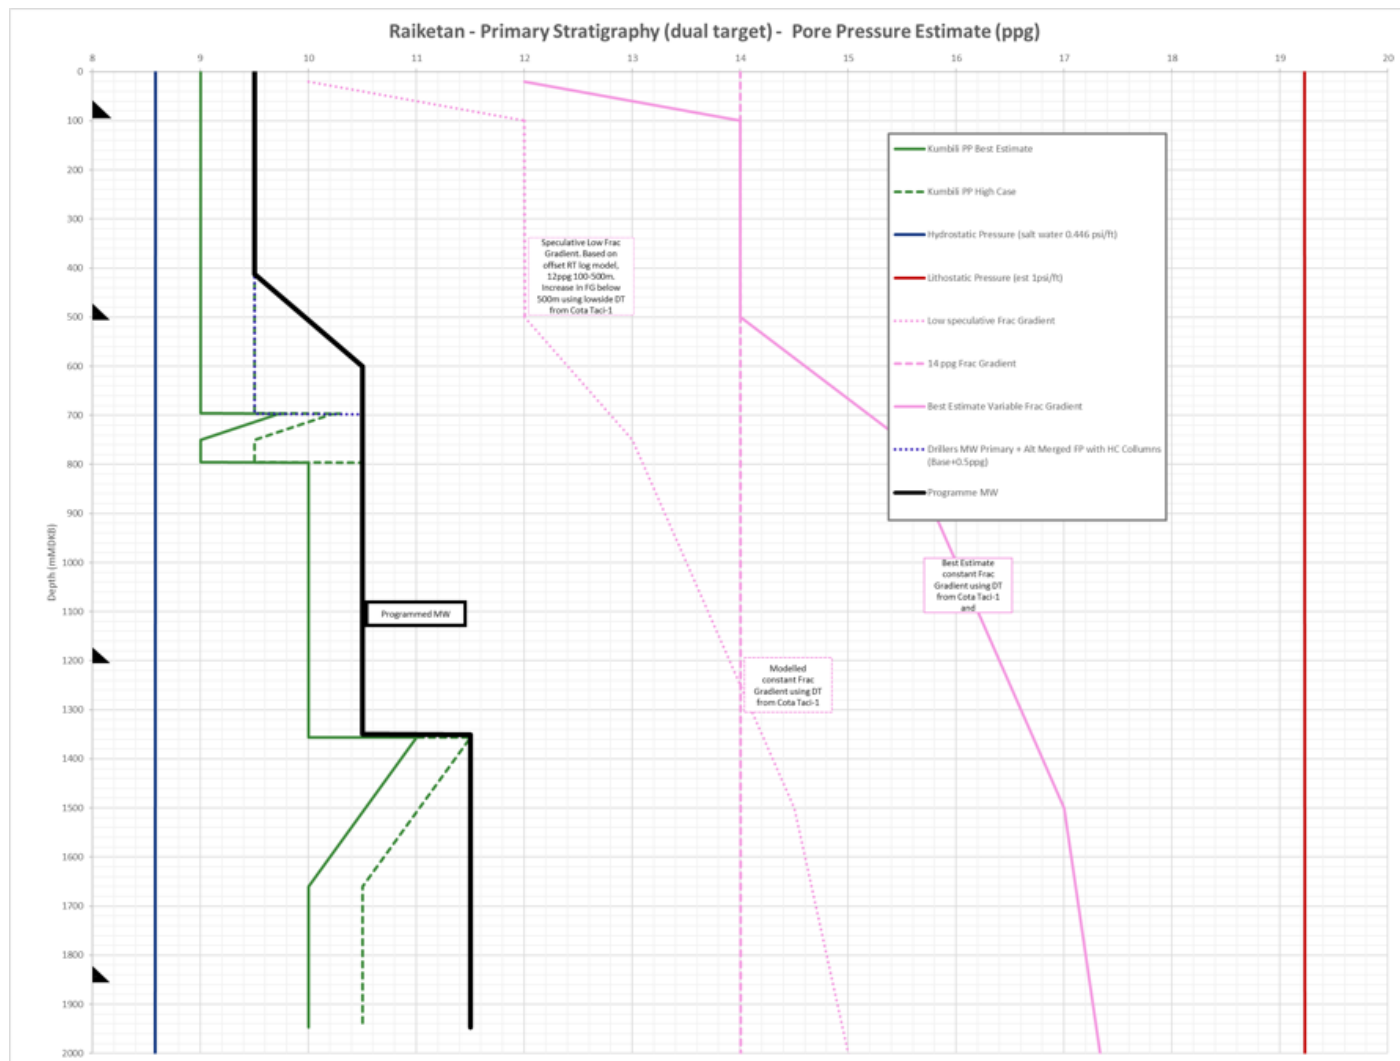 Raiketan - Primary Stratigraphy (dual target) -  Pore Pressure Estimate (ppg)
8 9 10 11 12 13 14 15 16 17 18 19 20
0
100
200
300
400
500
600
700
800
900
1000
1100
1200
1300
1400
1500
1600
1700
1800
1900
2000
Depth (mMDKB)
Kumbili PP Best Estimate
Kumbili PP High Case
Hydrostatic Pressure (salt water 0.446 psi/ft)
Lithostatic Pressure (est 1psi/ft)
Low speculative Frac Gradient
14 ppg Frac Gradient
Best Estimate Variable Frac Gradient
Drillers MW Primary + Alt Merged FP with HC Collumns
(Base+0.5ppg)
Programme MW
Speculative Low Frac
Gradient. Based on
offset RT log model,
12ppg 100-500m.
Increase in FG below
500m using lowside DT
from Cota Taci-1
Best Estimate
constant Frac
Gradient using DT
from Cota Taci-1
and
Programmed MW
Modelled
constant Frac
Gradient using DT
from Cota Taci-1